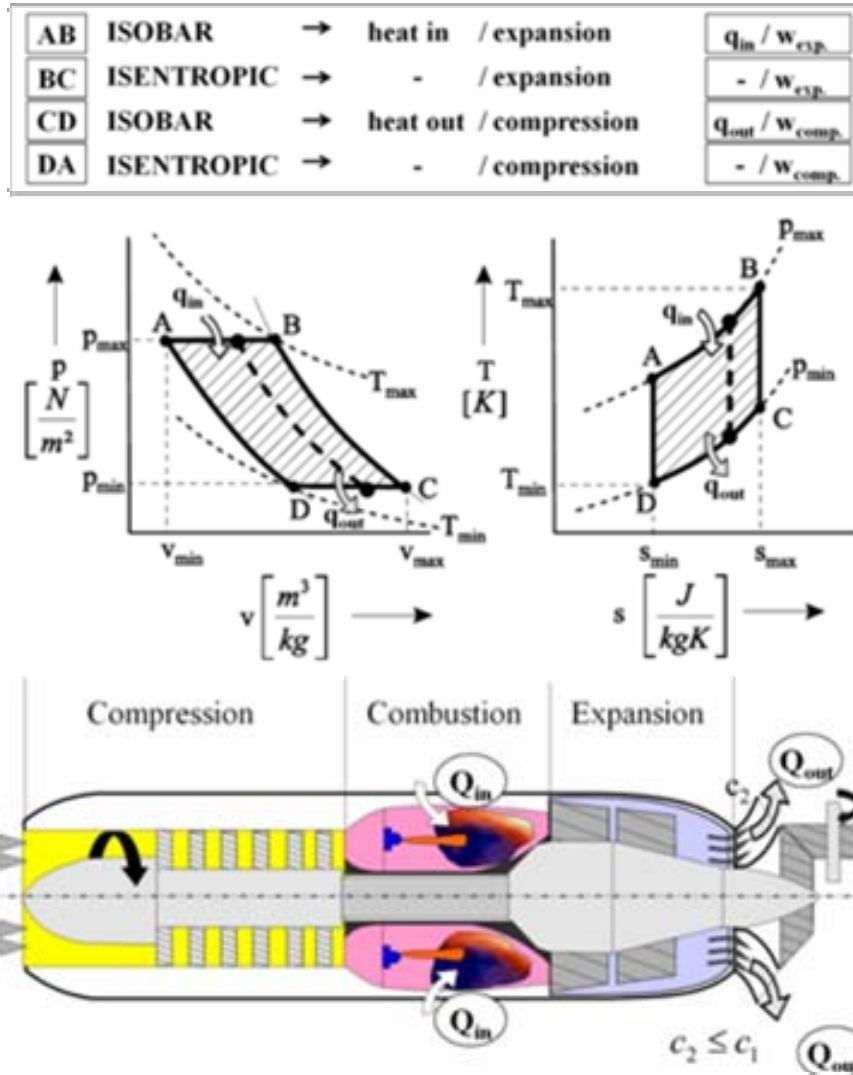 AB ISOBAR → heat in / expansion q_in / w_exp.
BC ISENTROPIC → - / expansion - / w_exp.
CD ISOBAR → heat out / compression q_out / w_comp.
DA ISENTROPIC → - / compression - / w_comp.
p_max
B
T_max
q_in
A
B
q_in
p_max
p
[N/m²]
T_max
T
[K]
A
p_min
C
p_min
D
q_out
C
T_min
T_min
D
q_out
v_min
v_max
s_min
s_max
v [m³/kg]
s [J/kgK]
Compression
Combustion
Expansion
Q_in
c_2
Q_out
Q_in
c_2 ≤ c_1